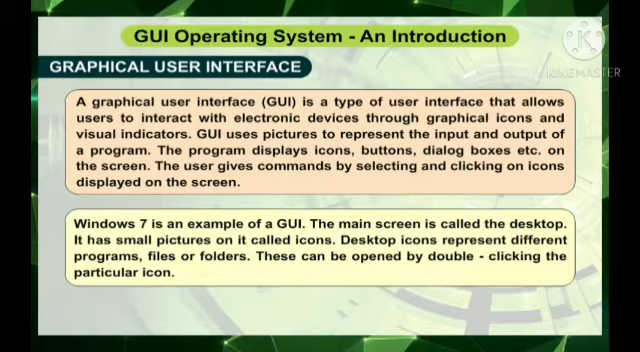 GUI Operating System - An Introduction
KINEMASTER
GRAPHICAL USER INTERFACE
A graphical user interface (GUI) is a type of user interface that allows
users to interact with electronic devices through graphical icons and
visual indicators. GUI uses pictures to represent the input and output of
a program. The program displays icons, buttons, dialog boxes etc. on
the screen. The user gives commands by selecting and clicking on icons
displayed on the screen.
Windows 7 is an example of a GUI. The main screen is called the desktop.
It has small pictures on it called icons. Desktop icons represent different
programs, files or folders. These can be opened by double - clicking the
particular icon.